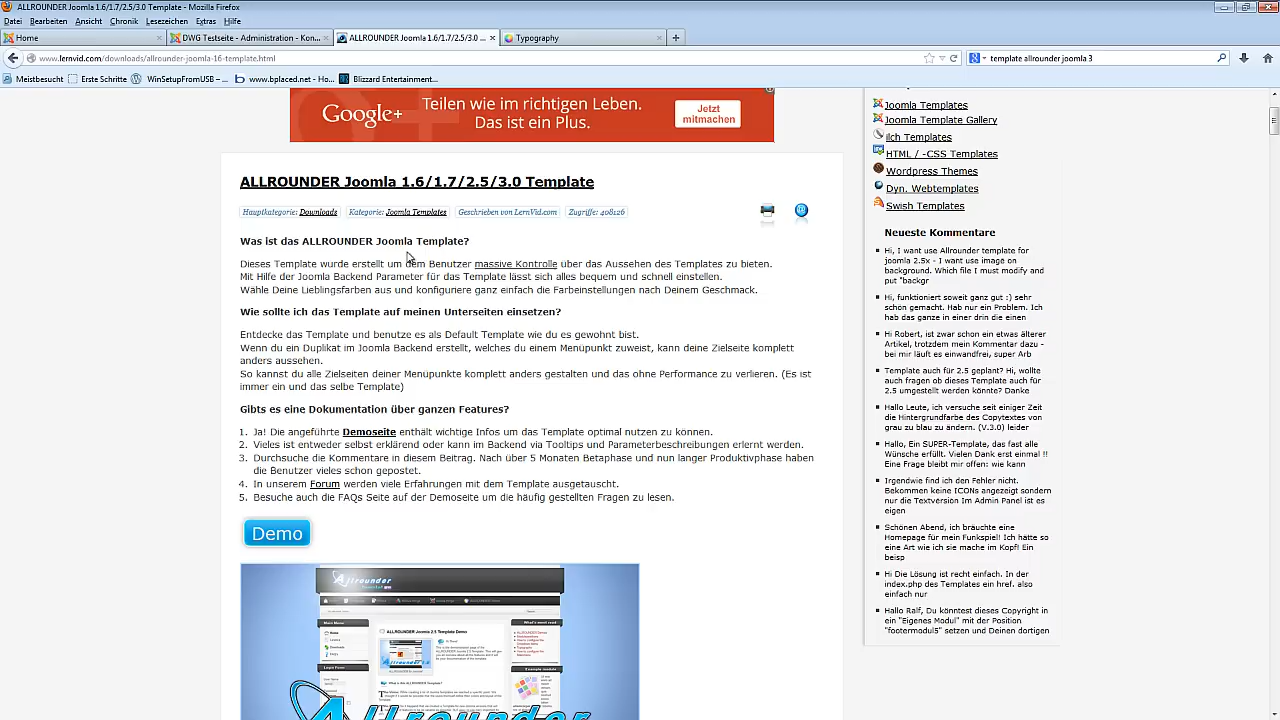 ALLROUNDER Joomla 1.6/1.7/2.5/3.0 Template - Mozilla Firefox
Datei Bearbeiten Ansicht Chronik Lesezeichen Extras Hilfe
Home DWG Testseite - Administration - Kon... ALLROUNDER Joomla 1.6/1.7/2.5/3.0 ... Typography
www.lernvid.com/downloads/allrounder-joomla-16-template.html template allrounder joomla 3
Meistbesucht Erste Schritte WinSetupFromUSB – ... www.bplaced.net - Ho... Blizzard Entertainment...
Google+ Teilen wie im richtigen Leben.
Das ist ein Plus.
Jetzt
mitmachen
ALLROUNDER Joomla 1.6/1.7/2.5/3.0 Template
Hauptkategorie: Downloads Kategorie: Joomla Templates Geschrieben von LernVid.com Zugriffe: 408126
Was ist das ALLROUNDER Joomla Template?
Dieses Template wurde erstellt um dem Benutzer massive Kontrolle über das Aussehen des Templates zu bieten.
Mit Hilfe der Joomla Backend Parameter für das Template lässt sich alles bequem und schnell einstellen.
Wähle Deine Lieblingsfarben aus und konfiguriere ganz einfach die Farbeinstellungen nach Deinem Geschmack.
Wie sollte ich das Template auf meinen Unterseiten einsetzen?
Entdecke das Template und benutze es als Default Template wie du es gewohnt bist.
Wenn du ein Duplikat im Joomla Backend erstellt, welches du einem Menüpunkt zuweist, kann deine Zielseite komplett
anders aussehen.
So kannst du alle Zielseiten deiner Menüpunkte komplett anders gestalten und das ohne Performance zu verlieren. (Es ist
immer ein und das selbe Template)
Gibts es eine Dokumentation über ganzen Features?
1. Ja! Die angeführte Demoseite enthält wichtige Infos um das Template optimal nutzen zu können.
2. Vieles ist entweder selbst erklärend oder kann im Backend via Tooltips und Parameterbeschreibungen erlernt werden.
3. Durchsuche die Kommentare in diesem Beitrag. Nach über 5 Monaten Betaphase und nun langer Produktivphase haben
die Benutzer vieles schon gepostet.
4. In unserem Forum werden viele Erfahrungen mit dem Template ausgetauscht.
5. Besuche auch die FAQs Seite auf der Demoseite um die häufig gestellten Fragen zu lesen.
Demo
Allrounder
ALLROUNDER Joomla 2.5 Template Demo
Allrounder
Joomla Templates
Joomla Template Gallery
ilch Templates
HTML / -CSS Templates
Wordpress Themes
Dyn. Webtemplates
Swish Templates
Neueste Kommentare
Hi, I want use Allrounder template for
joomla 2.5x - I want use image on
background. Which file I must modify and
put "backgr
Hi, funktioniert soweit ganz gut :) sehr
schön gemacht. Hab nur ein Problem. Ich
hab das ganze in einer drin die einen
Hi Robert, ist zwar schon ein etwas älterer
Artikel, trotzdem mein Kommentar dazu -
bei mir läuft es einwandfrei, super Arb
Template auch für 2.5 geplant? Hi, wollte
auch fragen ob dieses Template auch für
2.5 umgestellt werden könnte? Danke
Hallo Leute, ich versuche seit einiger Zeit
die Hintergrundfarbe des Copytextes von
grau zu blau zu ändern. (V.3.0) leider
Hallo, Ein SUPER-Template, das fast alle
Wünsche erfüllt. Vielen Dank erst einmal !!
Eine Frage bleibt mir offen: wie kann
Irgendwie find ich den Fehler nicht.
Bekommen keine ICONs angezeigt sondern
nur die Textversion Im Admin Panel ist es
eigen
Schönen Abend, ich bräuchte eine
Homepage für mein Funkspiel! Ich hätte so
eine Art wie ich sie mache im Kopf! Ein
beisp
Hi Die Lösung ist recht einfach. In der
index.php des Templates ein href. also
einfach nur
Hallo Ralf, Du könntest dieses Copyright in
ein "Eigenes Modul" mit der Position
"footermodul5" setzen und Deinen dortigen